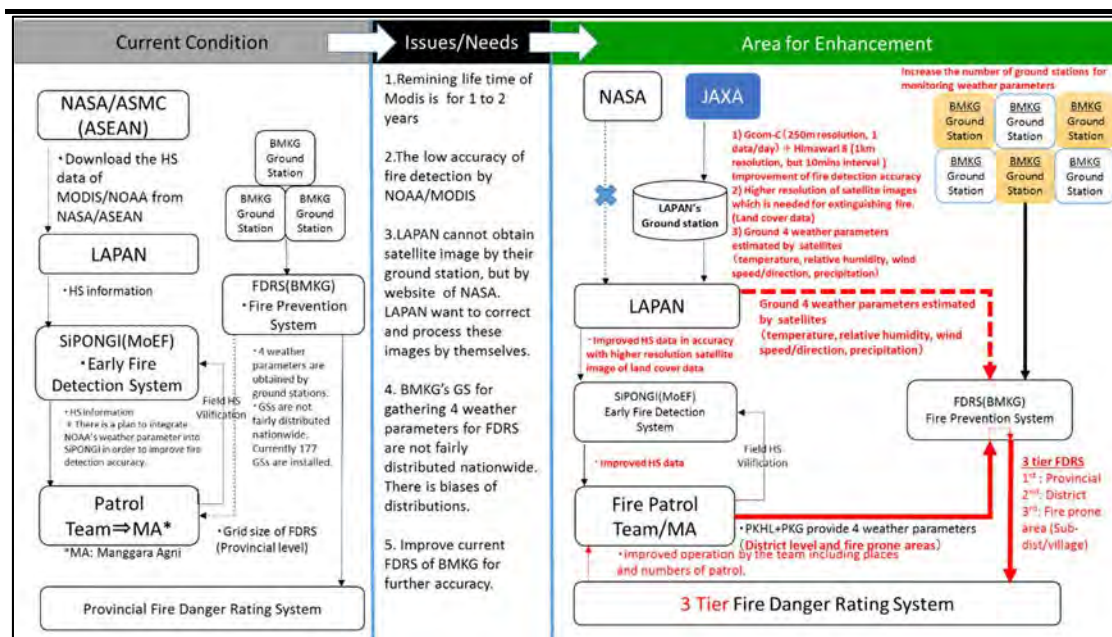 Current Condition
Issues/Needs
Area for Enhancement
NASA/ASMC
(ASEAN)
・Download the HS
data of
MODIS/NOAA from
NASA/ASEAN
LAPAN
・HS information
SiPONGI(MoEF)
・Early Fire
Detection System
・HS information
※ There is a plan to integrate
NOAA's weather parameter into
SiPONGI in order to improve fire
detection accuracy.
Field HS
Vilification
Patrol
Team⇒MA*
*MA: Manggara Agni
BMKG
Ground
Station
BMKG
Ground
Station
BMKG
Ground
Station
FDRS(BMKG)
・Fire Prevention
System
・4 weather
parameters are
obtained by
ground stations.
・GSs are not
fairly distributed
nationwide.
Currently 177
GSs are installed.
・Grid size of FDRS
(Provincial level)
Provincial Fire Danger Rating System
1.Remining life time of
Modis is for 1 to 2
years
2.The low accuracy of
fire detection by
NOAA/MODIS
3.LAPAN cannot obtain
satellite image by their
ground station, but by
website of NASA.
LAPAN want to correct
and process these
images by themselves.
4. BMKG's GS for
gathering 4 weather
parameters for FDRS
are not fairly
distributed nationwide.
There is biases of
distributions.
5. Improve current
FDRS of BMKG for
further accuracy.
NASA
JAXA
LAPAN's
Ground station
1) Gcom-C (250m resolution, 1
data/day) + Himawari 8 (1km
resolution, but 10mins interval )
Improvement of fire detection accuracy
2) Higher resolution of satellite images
which is needed for extinguishing fire.
(Land cover data)
3) Ground 4 weather parameters
estimated by satellites
(temperature, relative humidity, wind
speed/direction, precipitation)
Increase the number of ground stations for
monitoring weather parameters
BMKG
Ground
Station
BMKG
Ground
Station
BMKG
Ground
Station
BMKG
Ground
Station
BMKG
Ground
Station
BMKG
Ground
Station
LAPAN
Ground 4 weather parameters estimated
by satellites
(temperature, relative humidity, wind
speed/direction, precipitation)
・Improved HS data in accuracy
with higher resolution satellite
image of land cover data
SiPONGI(MoEF)
Early Fire Detection
System
Field HS
Vilification
・Improved HS data
Fire Patrol
Team/MA
FDRS(BMKG)
Fire Prevention System
3 tier FDRS
1st : Provincial
2nd: District
3rd: Fire prone
area (Sub-
dist/village)
・PKHL+PKG provide 4 weather parameters
(District level and fire prone areas)
・improved operation by the team including places
and numbers of patrol.
3 Tier Fire Danger Rating System